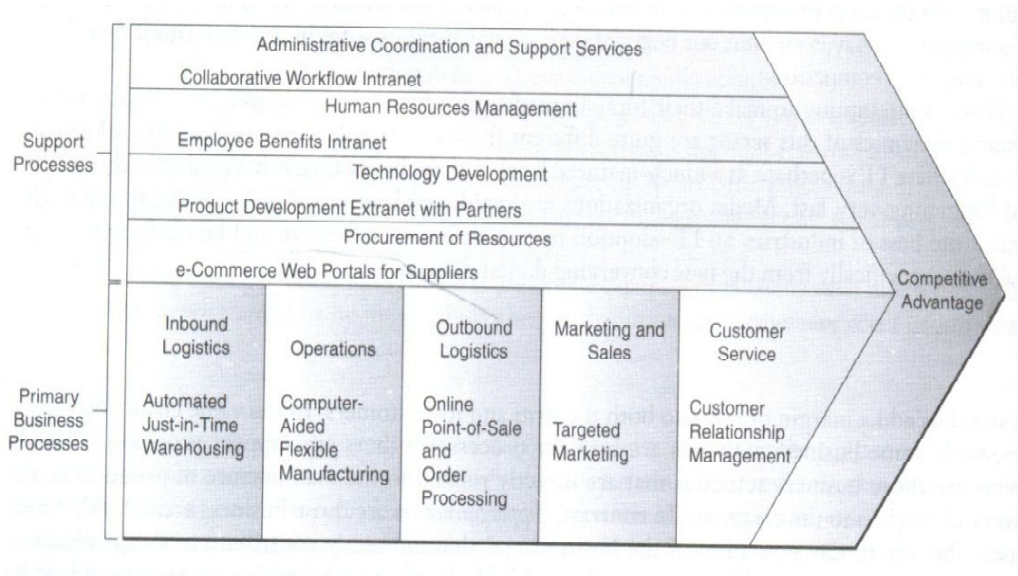 Administrative Coordination and Support Services
Collaborative Workflow Intranet
Human Resources Management
Support
Processes
Employee Benefits Intranet
Technology Development
Product Development Extranet with Partners
Procurement of Resources
e-Commerce Web Portals for Suppliers
Competitive
Advantage
Inbound
Logistics
Operations
Outbound
Logistics
Marketing and
Sales
Customer
Service
Primary
Business
Processes
Automated
Just-in-Time
Warehousing
Computer-
Aided
Flexible
Manufacturing
Online
Point-of-Sale
and
Order
Processing
Targeted
Marketing
Customer
Relationship
Management